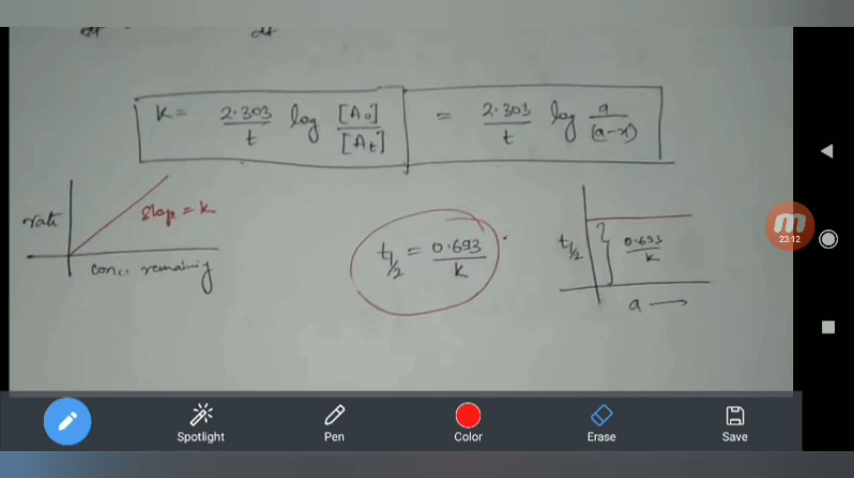 K = 2.303/t log [A₀]/[Aₜ] = 2.303/t log a/(a-x)
rate
slop = k
conc. remaining
t½ = 0.693/k
t½
0.693/k
a →
23:12
Spotlight
Pen
Color
Erase
Save